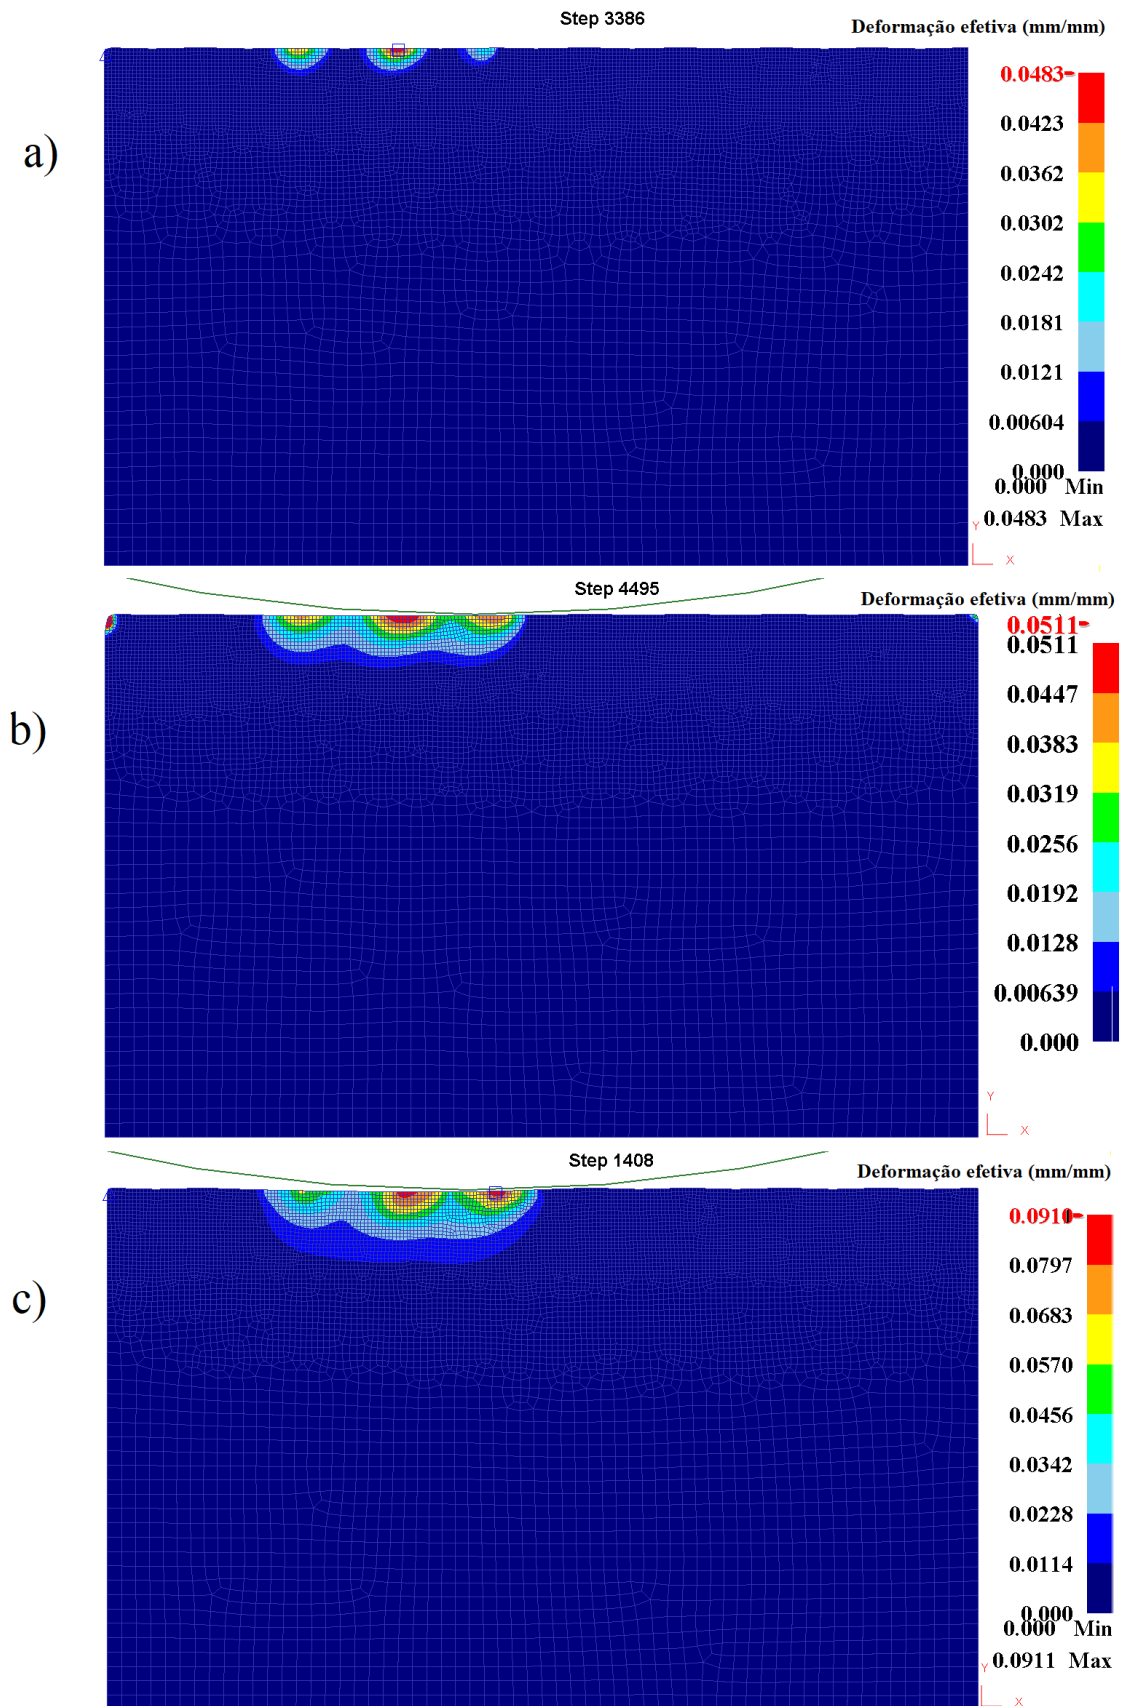 Step 3386
Deformação efetiva (mm/mm)
a)
0.0483
0.0423
0.0362
0.0302
0.0242
0.0181
0.0121
0.00604
0.000
0.000 Min
0.0483 Max
Y
X
Step 4495
Deformação efetiva (mm/mm)
b)
0.0511
0.0511
0.0447
0.0383
0.0319
0.0256
0.0192
0.0128
0.00639
0.000
Y
X
Step 1408
Deformação efetiva (mm/mm)
c)
0.0910
0.0797
0.0683
0.0570
0.0456
0.0342
0.0228
0.0114
0.000
0.000 Min
0.0911 Max
Y
X